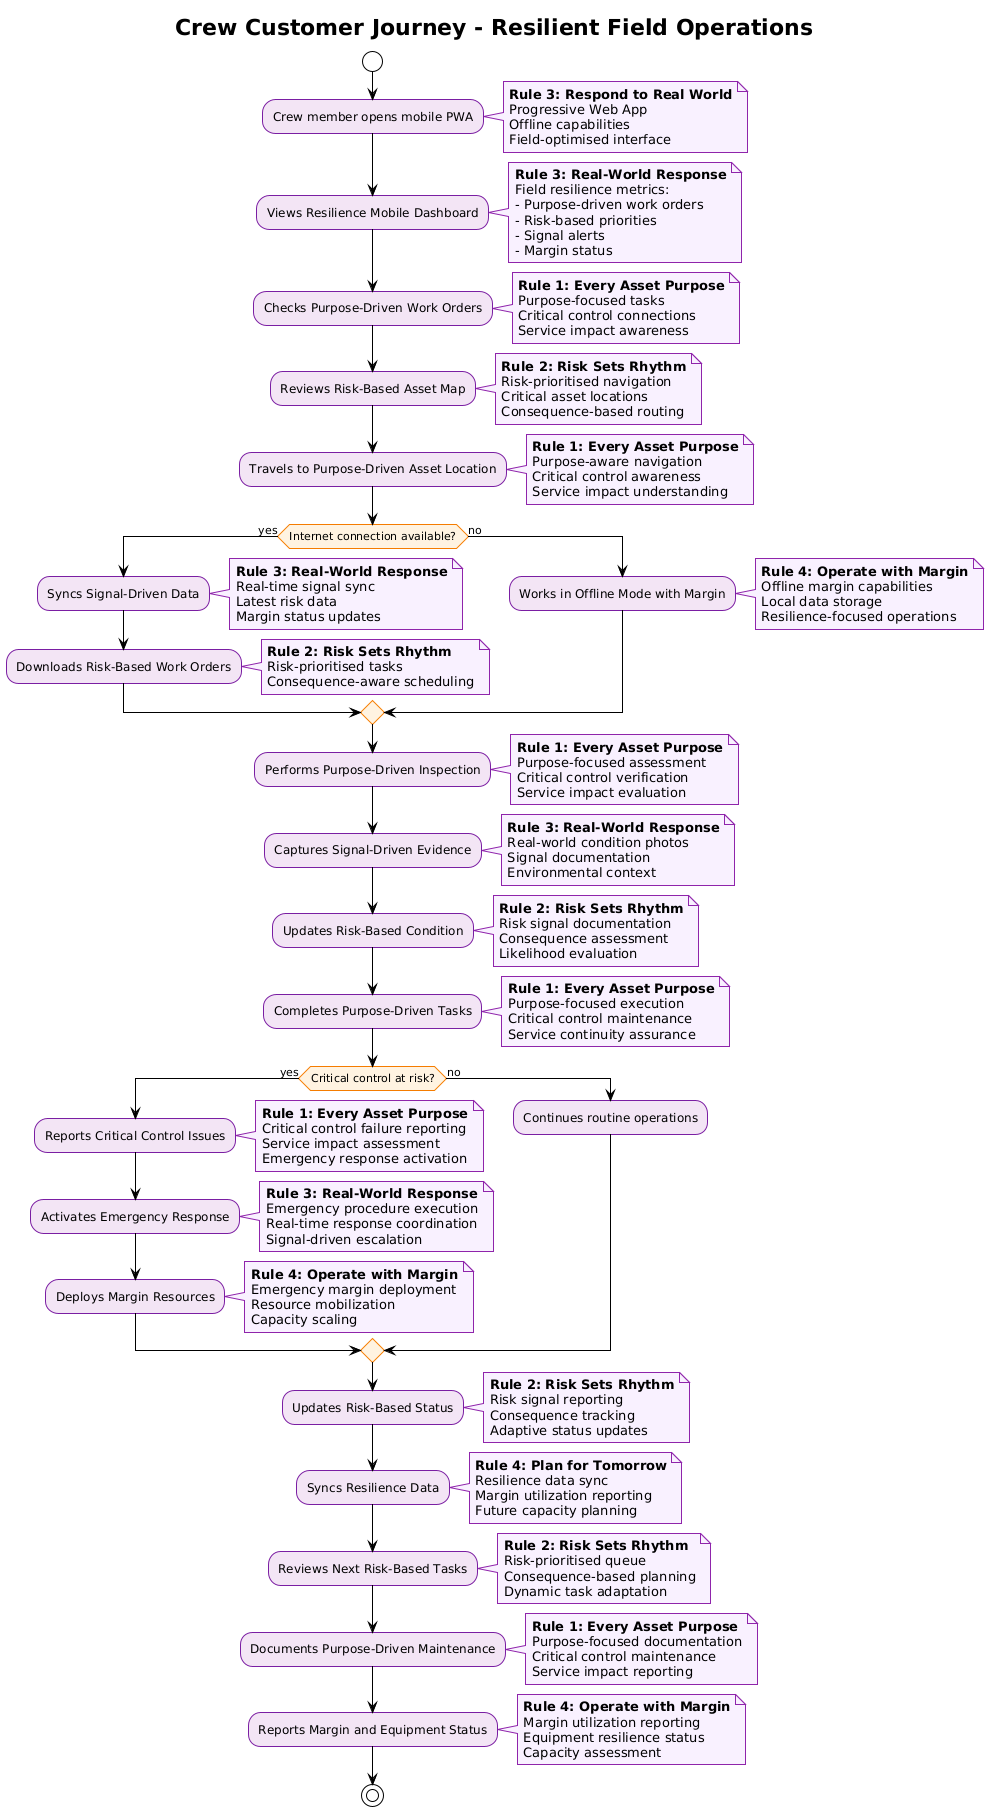 Crew Customer Journey - Resilient Field Operations
Crew member opens mobile PWA
Rule 3: Respond to Real World
Progressive Web App
Offline capabilities
Field-optimised interface
Views Resilience Mobile Dashboard
Rule 3: Real-World Response
Field resilience metrics:
- Purpose-driven work orders
- Risk-based priorities
- Signal alerts
- Margin status
Checks Purpose-Driven Work Orders
Rule 1: Every Asset Purpose
Purpose-focused tasks
Critical control connections
Service impact awareness
Reviews Risk-Based Asset Map
Rule 2: Risk Sets Rhythm
Risk-prioritised navigation
Critical asset locations
Consequence-based routing
Travels to Purpose-Driven Asset Location
Rule 1: Every Asset Purpose
Purpose-aware navigation
Critical control awareness
Service impact understanding
yes
Internet connection available?
no
Syncs Signal-Driven Data
Rule 3: Real-World Response
Real-time signal sync
Latest risk data
Margin status updates
Downloads Risk-Based Work Orders
Rule 2: Risk Sets Rhythm
Risk-prioritised tasks
Consequence-aware scheduling
Works in Offline Mode with Margin
Rule 4: Operate with Margin
Offline margin capabilities
Local data storage
Resilience-focused operations
Performs Purpose-Driven Inspection
Rule 1: Every Asset Purpose
Purpose-focused assessment
Critical control verification
Service impact evaluation
Captures Signal-Driven Evidence
Rule 3: Real-World Response
Real-world condition photos
Signal documentation
Environmental context
Updates Risk-Based Condition
Rule 2: Risk Sets Rhythm
Risk signal documentation
Consequence assessment
Likelihood evaluation
Completes Purpose-Driven Tasks
Rule 1: Every Asset Purpose
Purpose-focused execution
Critical control maintenance
Service continuity assurance
yes
Critical control at risk?
no
Reports Critical Control Issues
Rule 1: Every Asset Purpose
Critical control failure reporting
Service impact assessment
Emergency response activation
Activates Emergency Response
Rule 3: Real-World Response
Emergency procedure execution
Real-time response coordination
Signal-driven escalation
Deploys Margin Resources
Rule 4: Operate with Margin
Emergency margin deployment
Resource mobilization
Capacity scaling
Continues routine operations
Updates Risk-Based Status
Rule 2: Risk Sets Rhythm
Risk signal reporting
Consequence tracking
Adaptive status updates
Syncs Resilience Data
Rule 4: Plan for Tomorrow
Resilience data sync
Margin utilization reporting
Future capacity planning
Reviews Next Risk-Based Tasks
Rule 2: Risk Sets Rhythm
Risk-prioritised queue
Consequence-based planning
Dynamic task adaptation
Documents Purpose-Driven Maintenance
Rule 1: Every Asset Purpose
Purpose-focused documentation
Critical control maintenance
Service impact reporting
Reports Margin and Equipment Status
Rule 4: Operate with Margin
Margin utilization reporting
Equipment resilience status
Capacity assessment